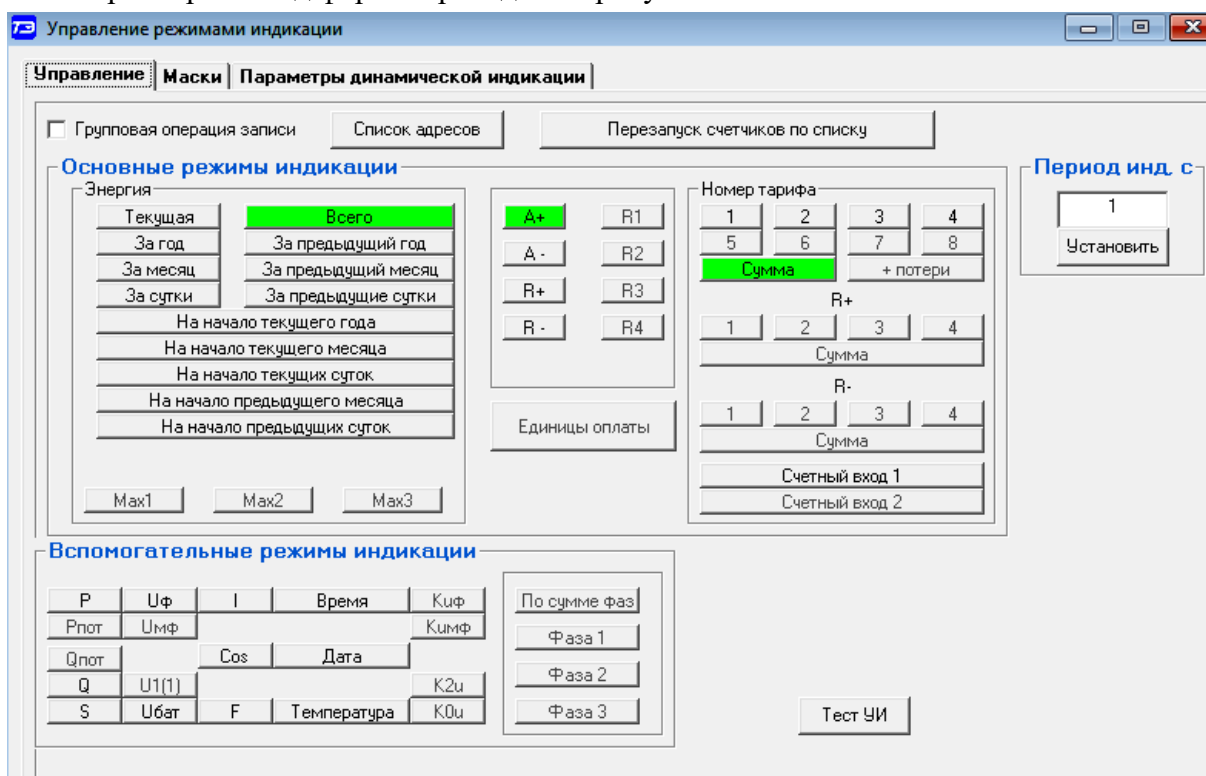 ТЭ Управление режимами индикации
Управление Маски Параметры динамической индикации
Групповая операция записи Список адресов Перезапуск счетчиков по списку
Основные режимы индикации
Энергия
Текущая Всего
За год За предыдущий год
За месяц За предыдущий месяц
За сутки За предыдущие сутки
На начало текущего года
На начало текущего месяца
На начало текущих суток
На начало предыдущего месяца
На начало предыдущих суток
Max1 Max2 Max3
A+ R1
A - R2
R+ R3
R - R4
Единицы оплаты
Номер тарифа
1 2 3 4
5 6 7 8
Сумма + потери
R+
1 2 3 4
Сумма
R-
1 2 3 4
Сумма
Счетный вход 1
Счетный вход 2
Период инд, с
1
Установить
Вспомогательные режимы индикации
P Uф I Время Kuф
Pпот Uмф Kuмф
Qпот Cos Дата
Q U1(1) K2u
S Uбат F Температура K0u
По сумме фаз
Фаза 1
Фаза 2
Фаза 3
Тест УИ